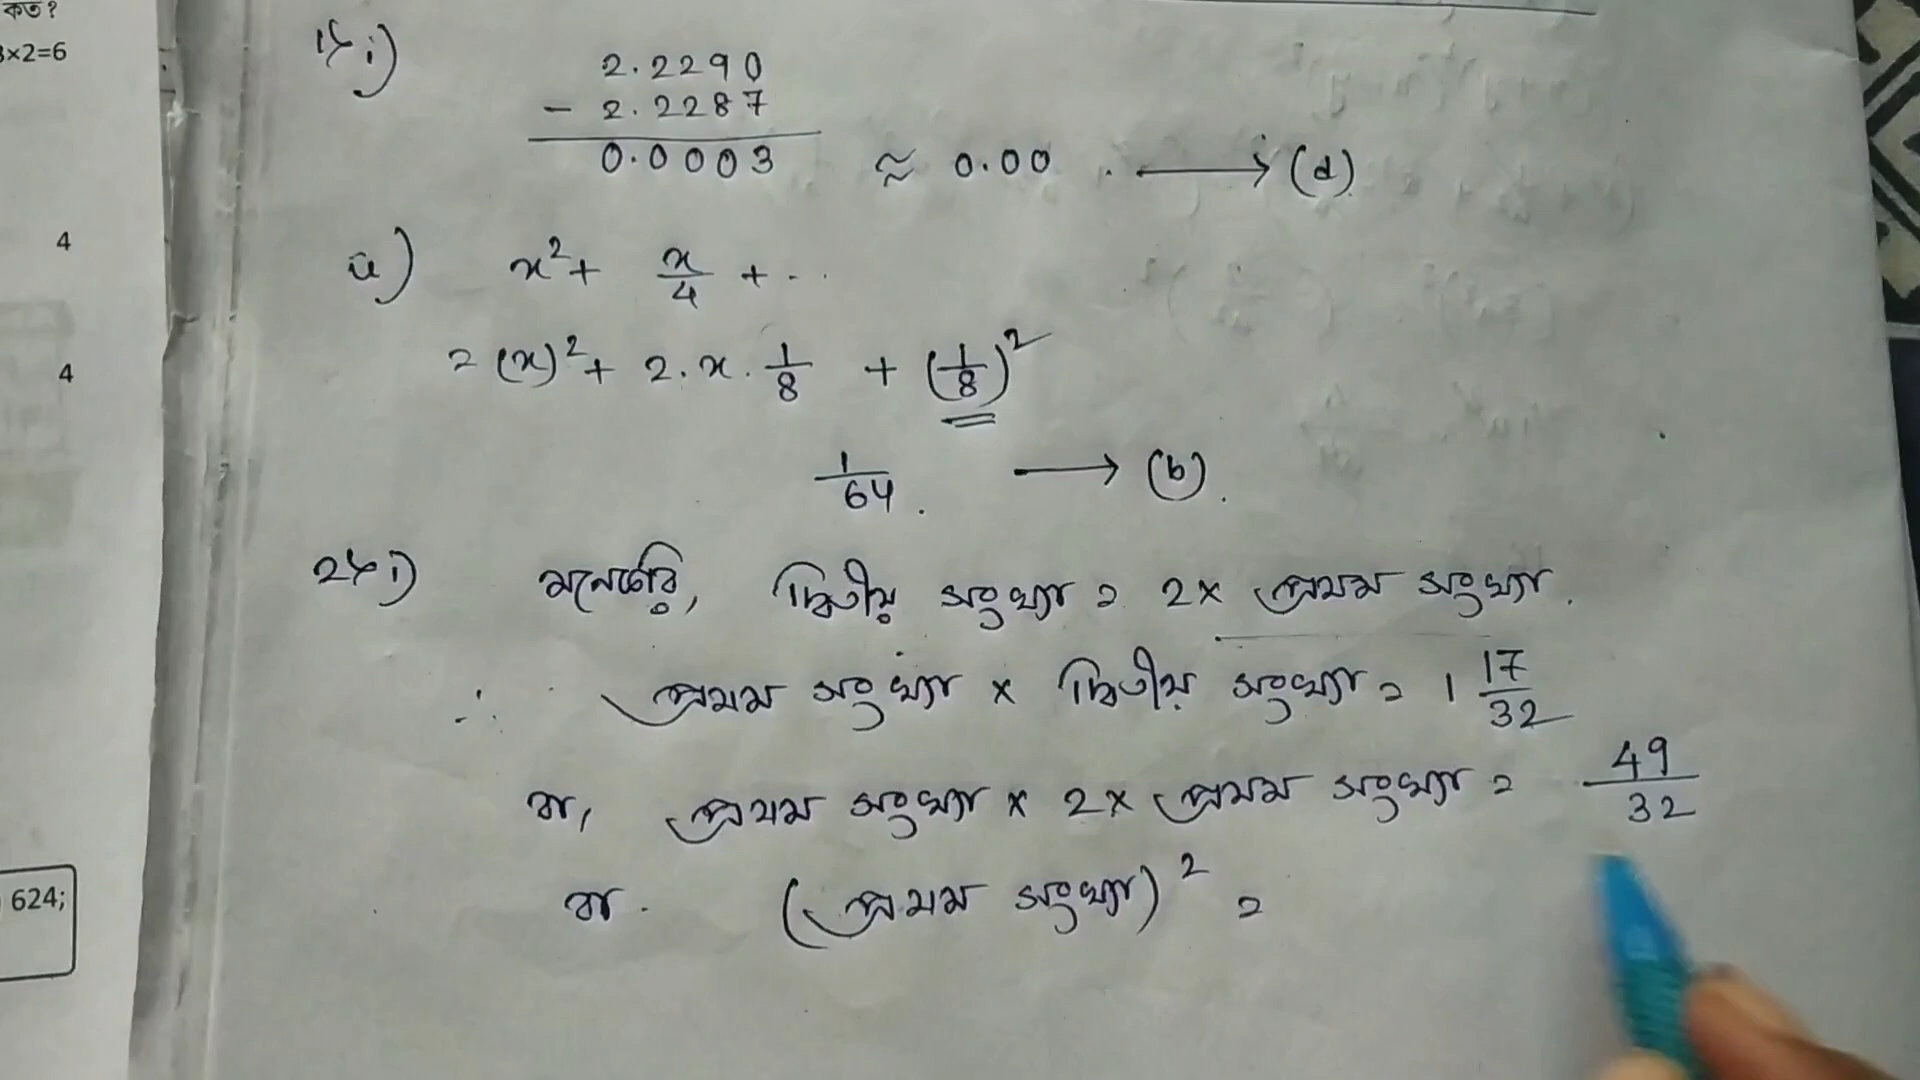 কত?
3×2=6
4
4
624;
1) i) 2.2290
- 2.2287
0.0003 ≈ 0.00 . ⟶ (d)
ii) x² + x/4 + ...
= (x)² + 2.x.1/8 + (1/8)²
1/64. ⟶ (b).
2) i) মনেকরি, দ্বিতীয় সংখ্যা = 2× প্রথম সংখ্যা.
∴ প্রথম সংখ্যা × দ্বিতীয় সংখ্যা = 1 17/32
বা, প্রথম সংখ্যা × 2× প্রথম সংখ্যা = 49/32
বা. (প্রথম সংখ্যা)² =